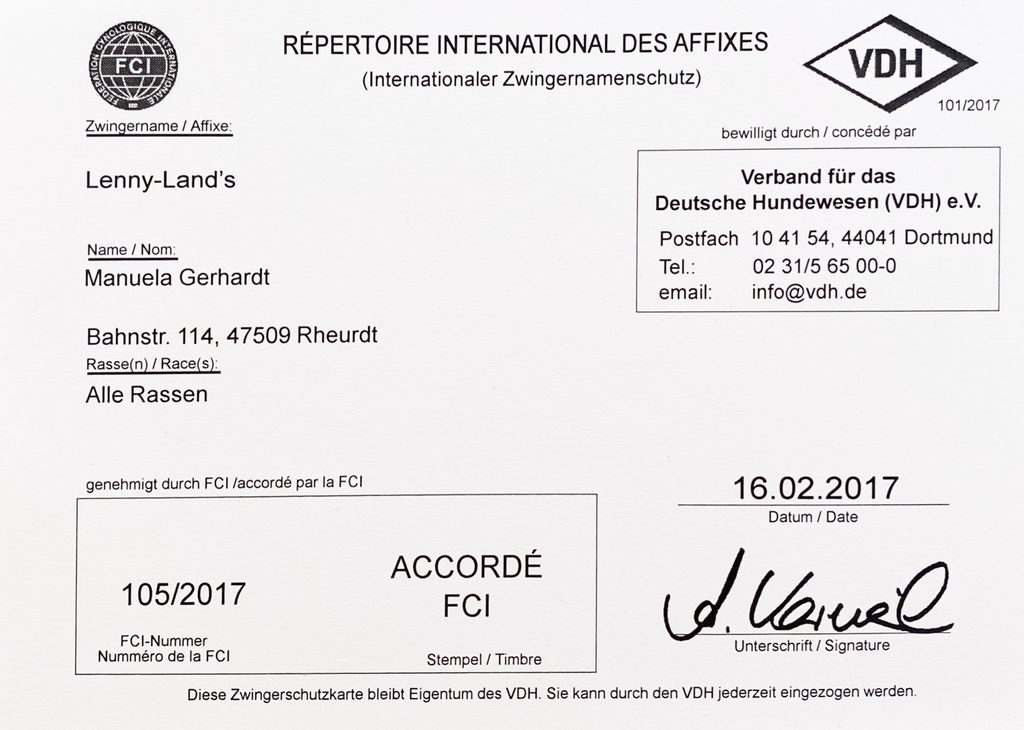 FEDERATION CYNOLOGIQUE INTERNATIONALE
FCI
RÉPERTOIRE INTERNATIONAL DES AFFIXES
(Internationaler Zwingernamenschutz)
VDH
101/2017
Zwingername / Affixe:
bewilligt durch / concédé par
Lenny-Land's
Verband für das
Deutsche Hundewesen (VDH) e.V.
Postfach 10 41 54, 44041 Dortmund
Tel.: 02 31/5 65 00-0
email: info@vdh.de
Name / Nom:
Manuela Gerhardt
Bahnstr. 114, 47509 Rheurdt
Rasse(n) / Race(s):
Alle Rassen
genehmigt durch FCI /accordé par la FCI
105/2017
FCI-Nummer
Numméro de la FCI
ACCORDÉ
FCI
Stempel / Timbre
16.02.2017
Datum / Date
Unterschrift / Signature
Diese Zwingerschutzkarte bleibt Eigentum des VDH. Sie kann durch den VDH jederzeit eingezogen werden.